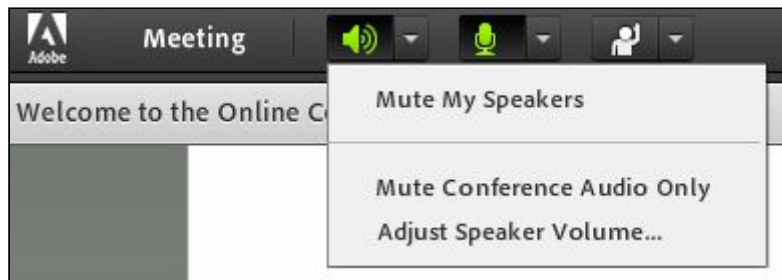 Adobe
Meeting
Welcome to the Online C
Mute My Speakers
Mute Conference Audio Only
Adjust Speaker Volume...